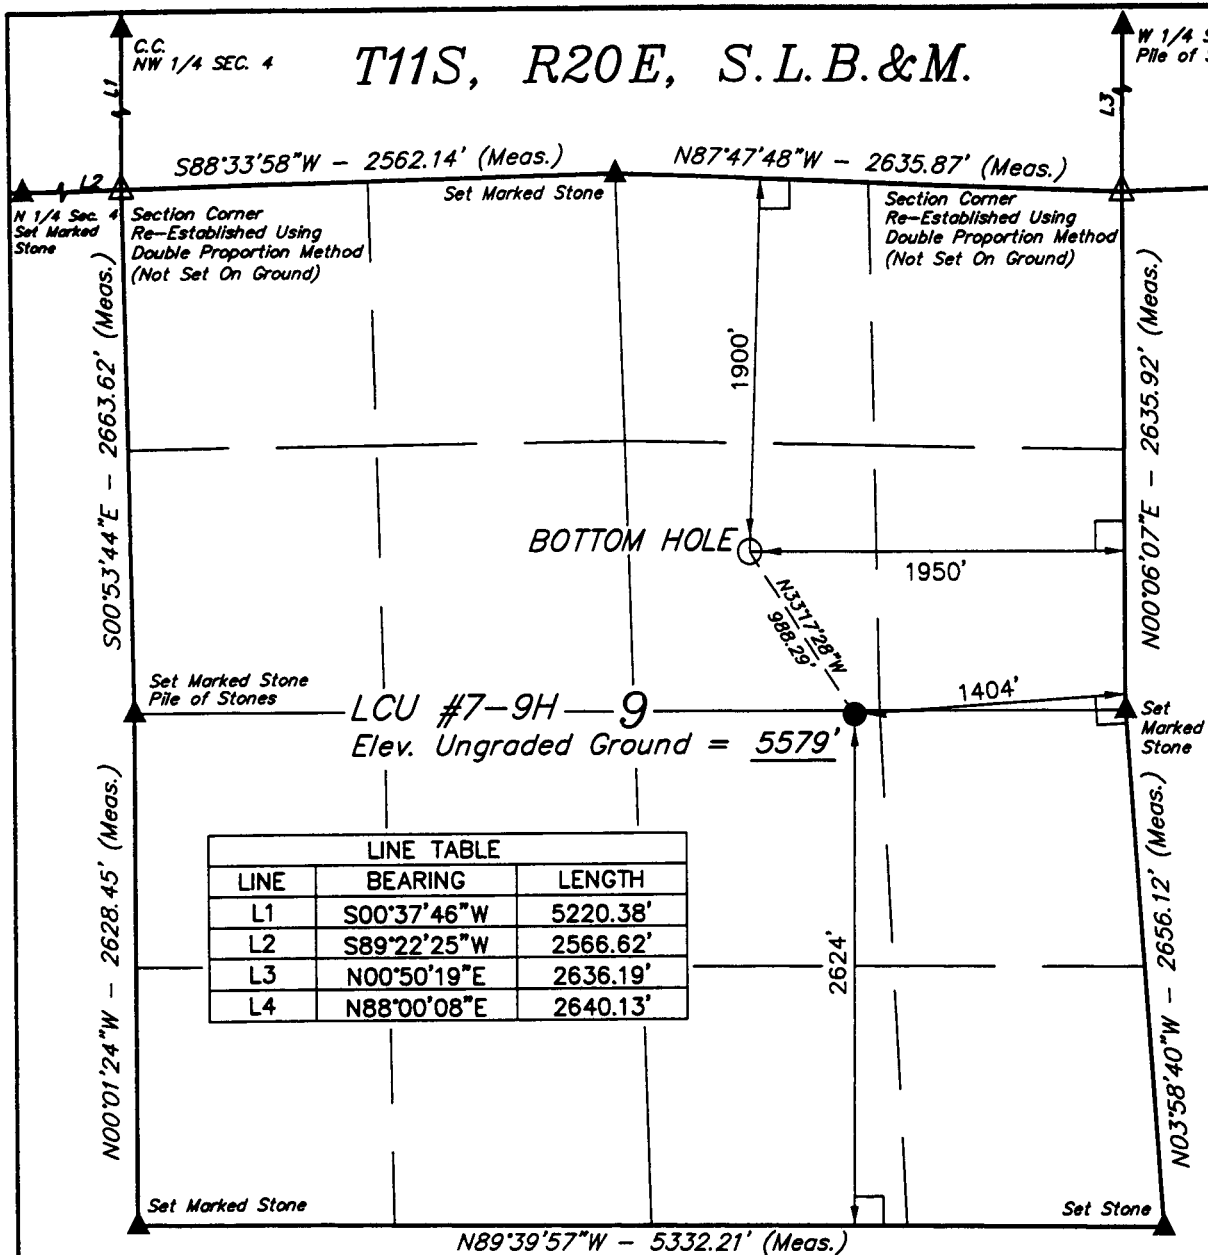 T11S, R20E, S.L.B.&M.
C.C.
NW 1/4 SEC. 4
W 1/4
Pile of
L1
L3
S88°33'58"W - 2562.14' (Meas.)
N87°47'48"W - 2635.87' (Meas.)
L2
Set Marked Stone
N 1/4 Sec. 4
Set Marked
Stone
Section Corner
Re-Established Using
Double Proportion Method
(Not Set On Ground)
Section Corner
Re-Established Using
Double Proportion Method
(Not Set On Ground)
S00°53'44"E - 2663.62' (Meas.)
1900'
N00°06'07"E - 2635.92' (Meas.)
BOTTOM HOLE
1950'
N33°17'28"W
988.29'
Set Marked Stone
Pile of Stones
1404'
LCU #7-9H
9
Elev. Ungraded Ground = 5579'
Set
Marked
Stone
N00°01'24"W - 2628.45' (Meas.)
LINE TABLE
LINE BEARING LENGTH
L1 S00°37'46"W 5220.38'
L2 S89°22'25"W 2566.62'
L3 N00°50'19"E 2636.19'
L4 N88°00'08"E 2640.13'
2624'
N03°58'40"W - 2656.12' (Meas.)
Set Marked Stone
Set Stone
N89°39'57"W - 5332.21' (Meas.)